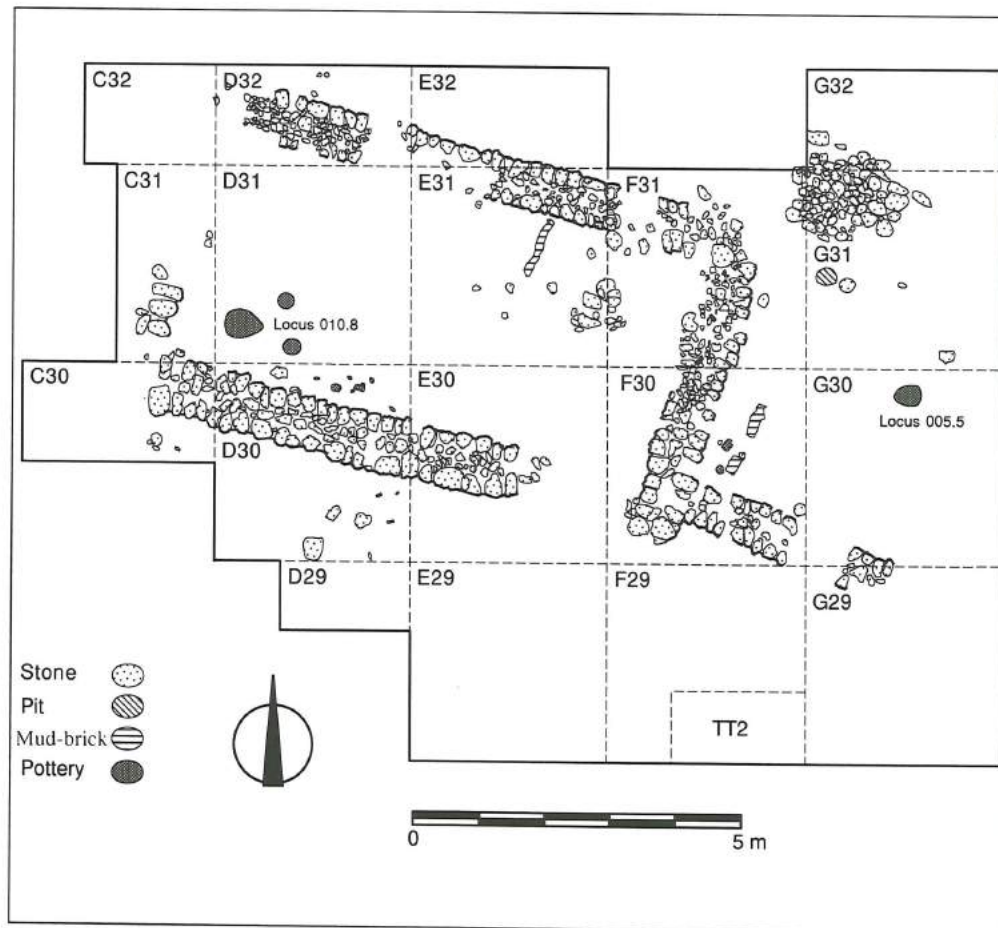 C32 D32 E32 G32
C31 D31 E31 F31
G31
Locus 010.8
C30 E30 F30 G30
Locus 005.5
D30
D29 E29 F29
G29
Stone
Pit
Mud-brick
Pottery
TT2
0 5 m